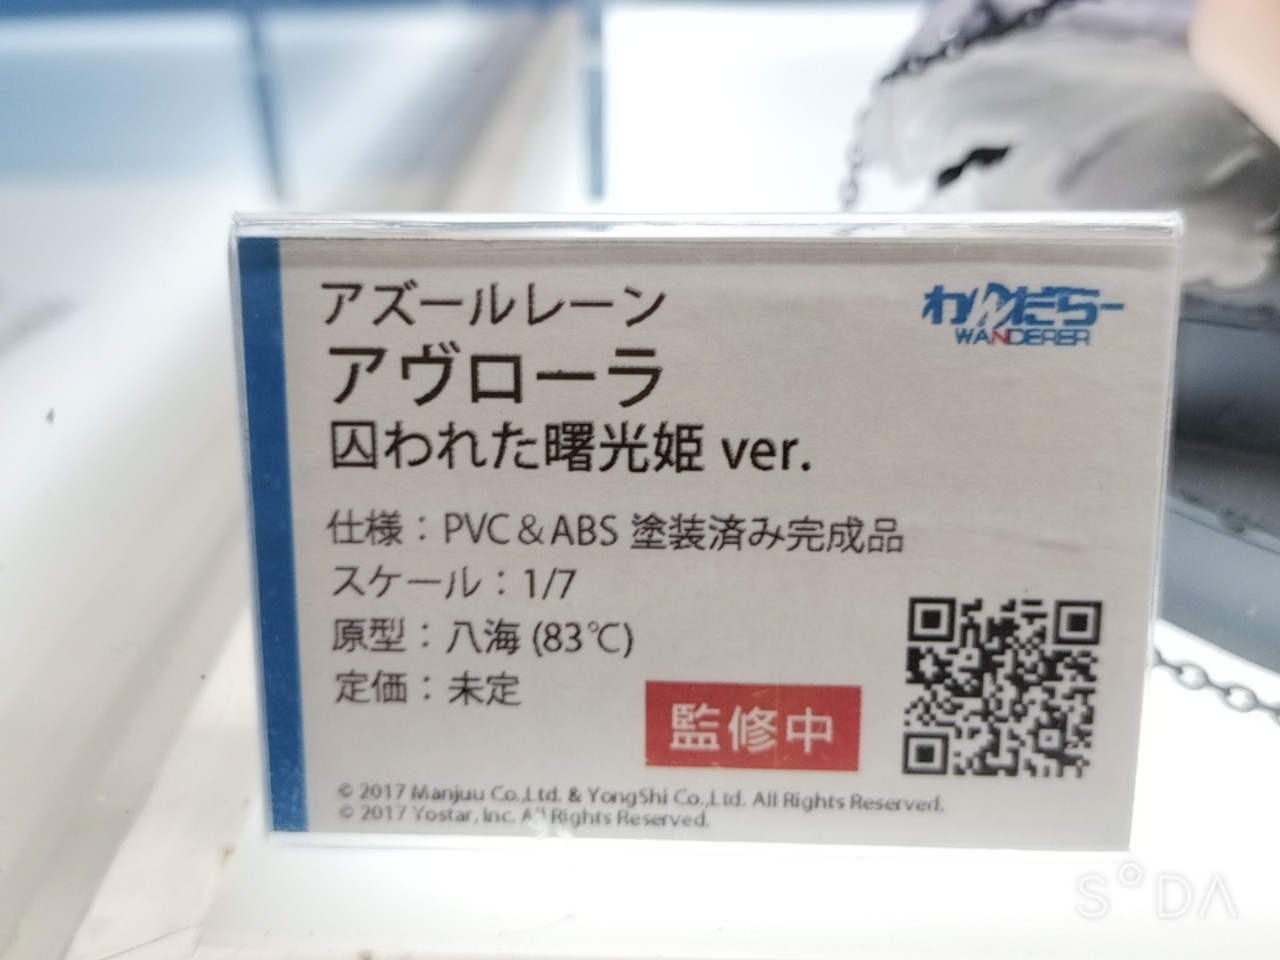 アズールレーン
わんだらー
WANDERER
アヴローラ
囚われた曙光姫 ver.
仕様：PVC＆ABS 塗装済み完成品
スケール：1/7
原型：八海 (83℃)
定価：未定
監修中
© 2017 Manjuu Co.,Ltd. & YongShi Co.,Ltd. All Rights Reserved.
© 2017 Yostar, Inc. All Rights Reserved.
S°DA